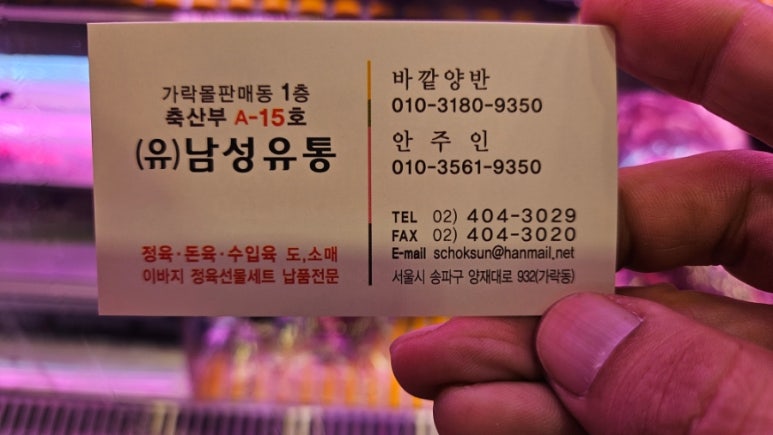 가락몰판매동 1층
축산부 A-15호
(유)남성유통
정육·돈육·수입육 도,소매
이바지 정육선물세트 납품전문
바깥양반
010-3180-9350
안 주 인
010-3561-9350
TEL 02) 404-3029
FAX 02) 404-3020
E-mail schoksun@hanmail.net
서울시 송파구 양재대로 932(가락동)